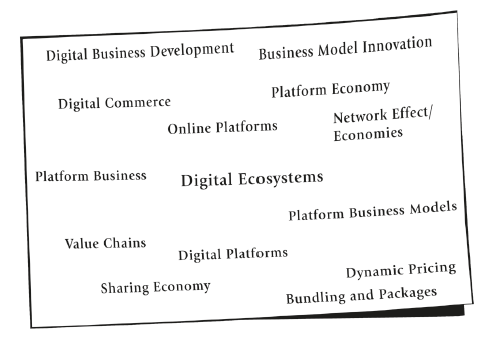 Digital Business Development
Business Model Innovation
Platform Economy
Digital Commerce
Network Effect/
Economies
Online Platforms
Platform Business
Digital Ecosystems
Platform Business Models
Value Chains
Digital Platforms
Dynamic Pricing
Sharing Economy
Bundling and Packages